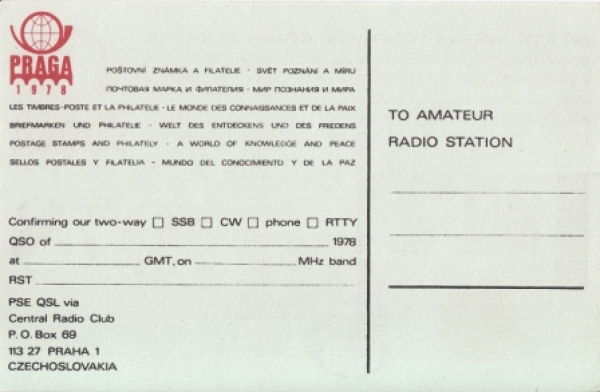 PRAGA
1978
POŠTOVNÍ ZNÁMKA A FILATELIE - SVĚT POZNÁNÍ A MÍRU
ПОЧТОВАЯ МАРКА И ФИЛАТЕЛИЯ - МИР ПОЗНАНИЯ И МИРА
LES TIMBRES-POSTE ET LA PHILATELIE - LE MONDE DES CONNAISSANCES ET DE LA PAIX
BRIEFMARKEN UND PHILATELIE - WELT DES ENTDECKENS UND DES FRIEDENS
POSTAGE STAMPS AND PHILATELY - A WORLD OF KNOWLEDGE AND PEACE
SELLOS POSTALES Y FILATELIA - MUNDO DEL CONOCIMIENTO Y DE LA PAZ
Confirming our two-way □ SSB □ CW □ phone □ RTTY
QSO of 1978
at GMT, on MHz band
RST
PSE QSL via
Central Radio Club
P. O. Box 69
113 27 PRAHA 1
CZECHOSLOVAKIA
TO AMATEUR
RADIO STATION